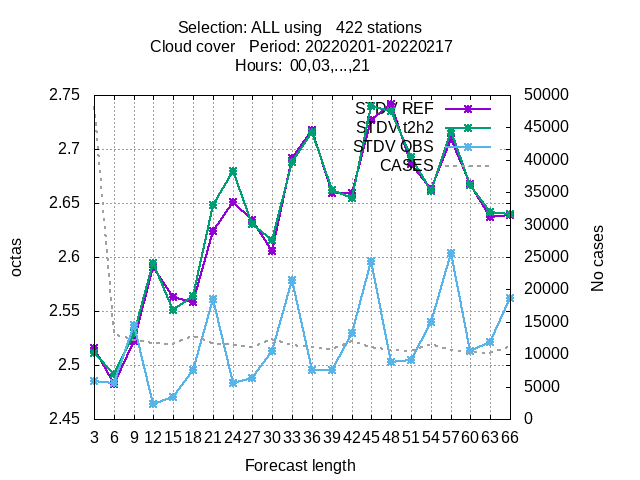 Selection: ALL using   422 stations
Cloud cover   Period: 20220201-20220217
Hours:  00,03,...,21
2.75
2.7
2.65
2.6
2.55
2.5
2.45
octas
STDV REF
STDV t2h2
STDV OBS
CASES
50000
45000
40000
35000
30000
25000
20000
15000
10000
5000
0
No cases
3 6 9 12 15 18 21 24 27 30 33 36 39 42 45 48 51 54 57 60 63 66
Forecast length